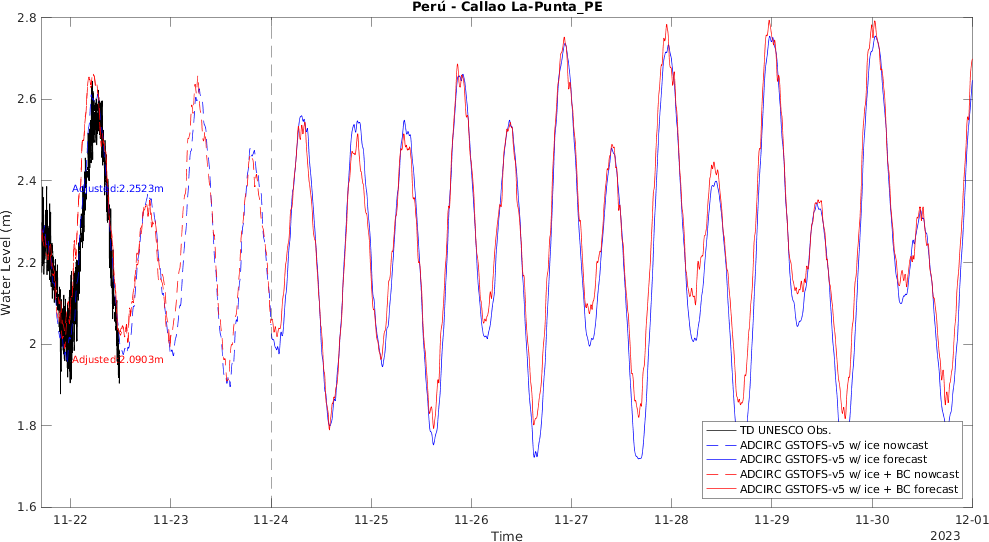 Perú - Callao La-Punta_PE
2.8
2.6
2.4
2.2
2
1.8
1.6
Water Level (m)
Adjusted:2.2523m
Adjusted:2.0903m
TD UNESCO Obs.
ADCIRC GSTOFS-v5 w/ ice nowcast
ADCIRC GSTOFS-v5 w/ ice forecast
ADCIRC GSTOFS-v5 w/ ice + BC nowcast
ADCIRC GSTOFS-v5 w/ ice + BC forecast
11-22 11-23 11-24 11-25 11-26 11-27 11-28 11-29 11-30 12-01
Time
2023